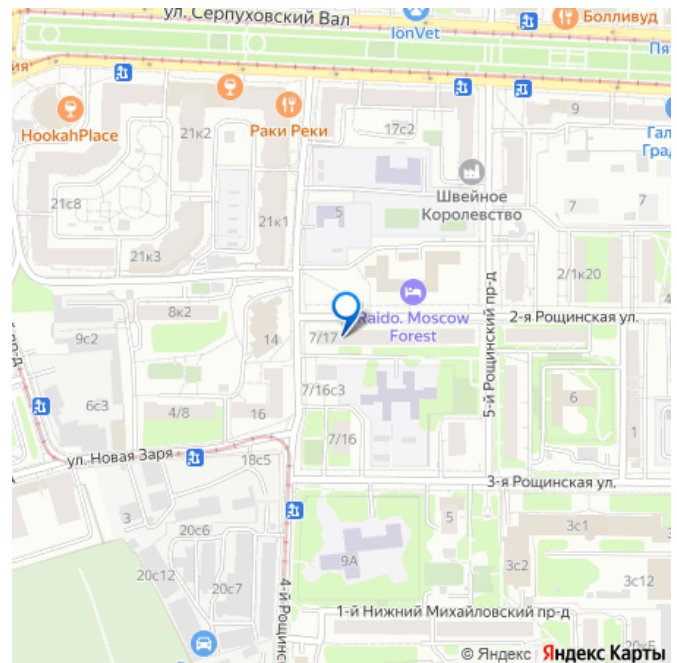 ул. Серпуховский Вал
IonVet
Болливуд
HookahPlace
21к2
Раки Реки
17с2
9
Гал
Град
Швейное
Королевство
21с8
21к1
5
7
7
21к3
2/1к20
8к2
Raido. Moscow
Forest
2-я Рощинская ул.
9с2
14
7/17
5-й Рощинский пр-д
7/16с3
6с3
4/8
16
7/16
6
1
ул. Новая Заря
18с5
3-я Рощинская ул.
3
20с6
5
3с1
9А
3с2
20с12
20с7
3с12
4-й Рощинс
1-й Нижний Михайловский пр-д
20к5
© Яндекс Яндекс Карты